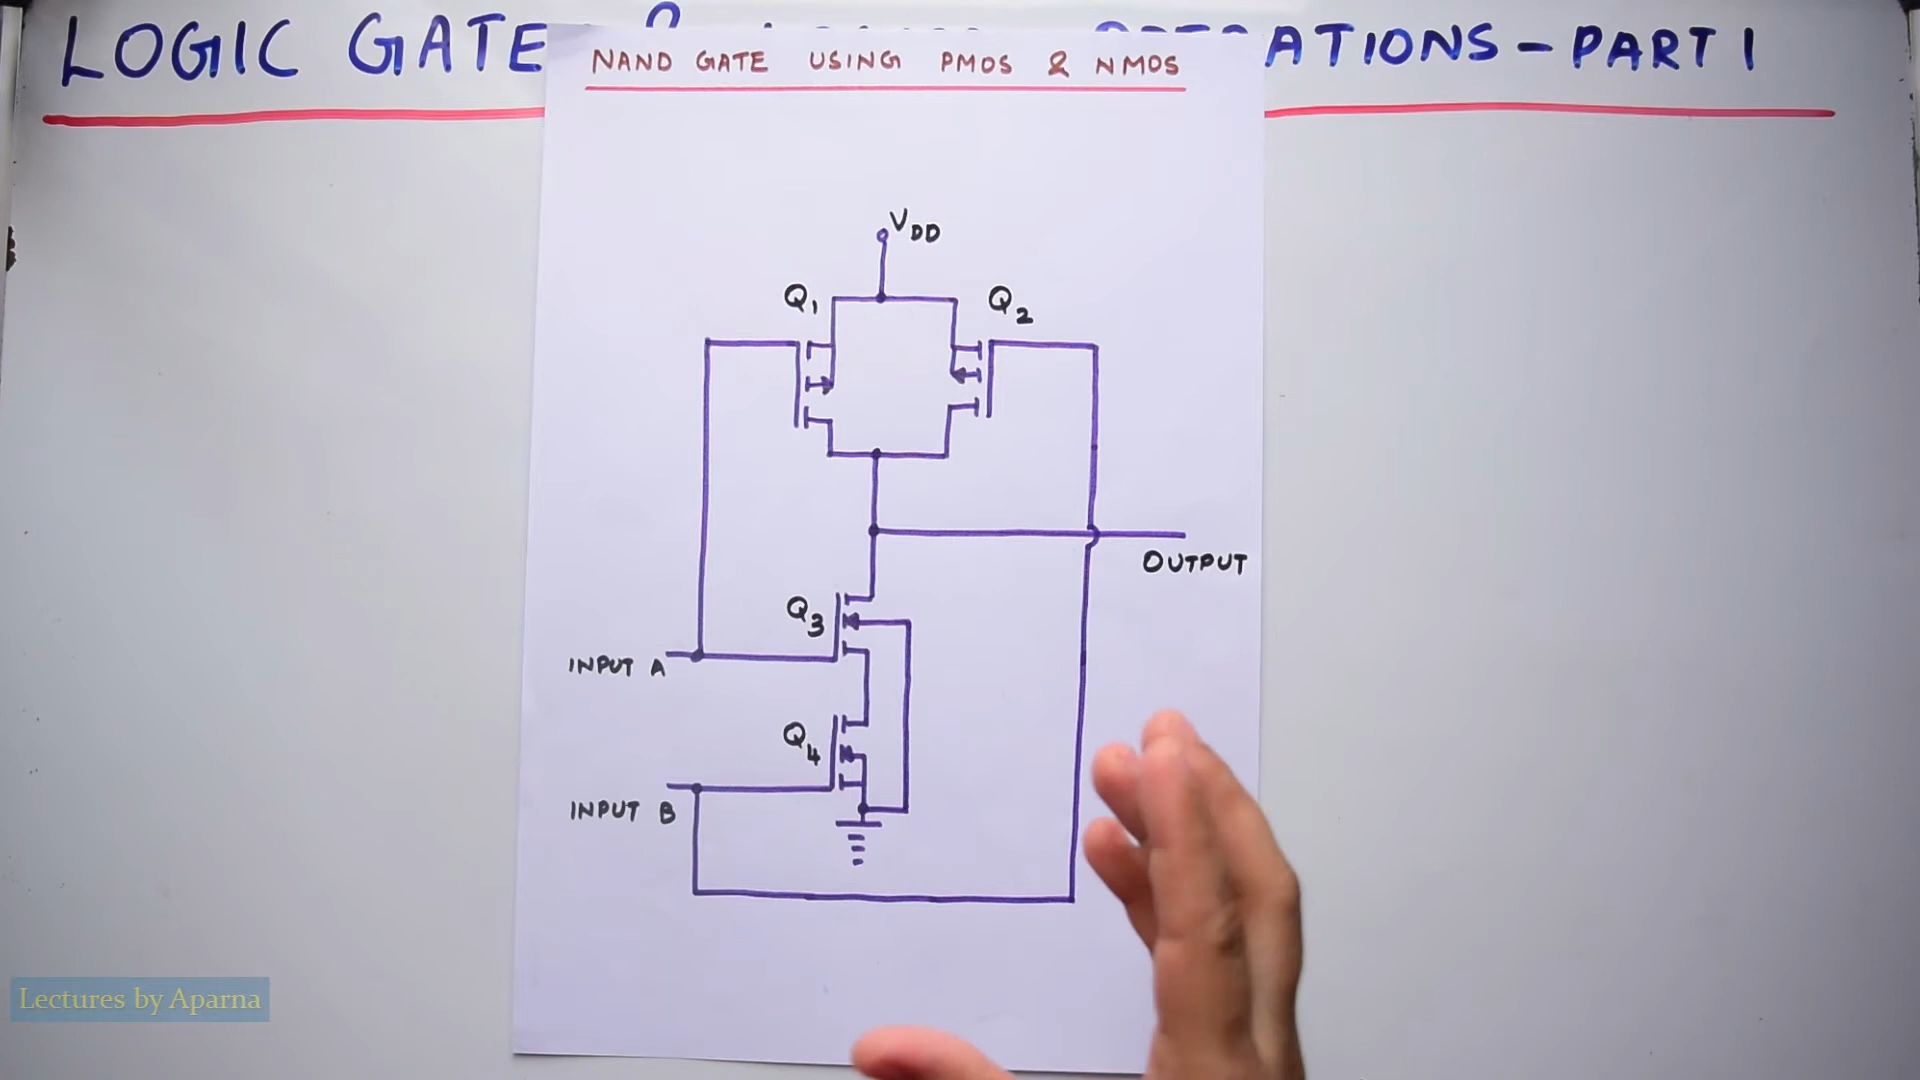 LOGIC GATE ATIONS - PART 1
NAND GATE USING PMOS & NMOS
VDD
Q1
Q2
OUTPUT
Q3
INPUT A
Q4
INPUT B
Lectures by Aparna